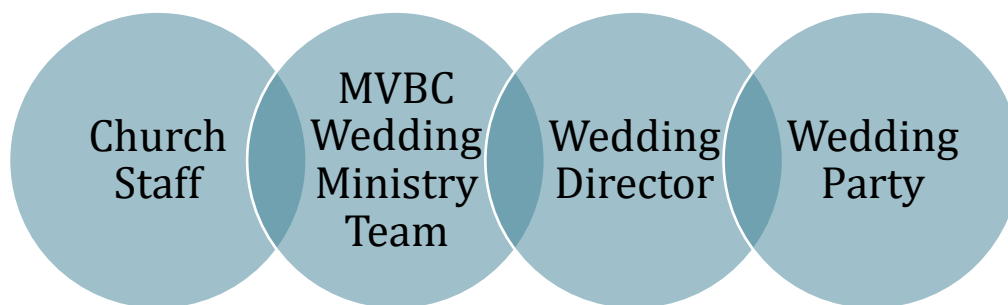 Church
Staff
MVBC
Wedding
Ministry
Team
Wedding
Director
Wedding
Party